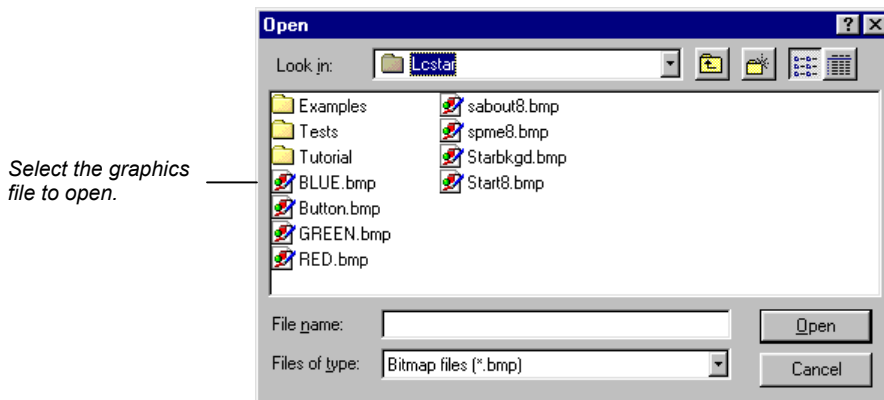 Open
Look in:
Lcstar
Examples
Tests
Tutorial
BLUE.bmp
Button.bmp
GREEN.bmp
RED.bmp
sabout8.bmp
spme8.bmp
Starbkgd.bmp
Start8.bmp
Select the graphics
file to open.
File name:
Open
Files of type:
Bitmap files (*.bmp)
Cancel